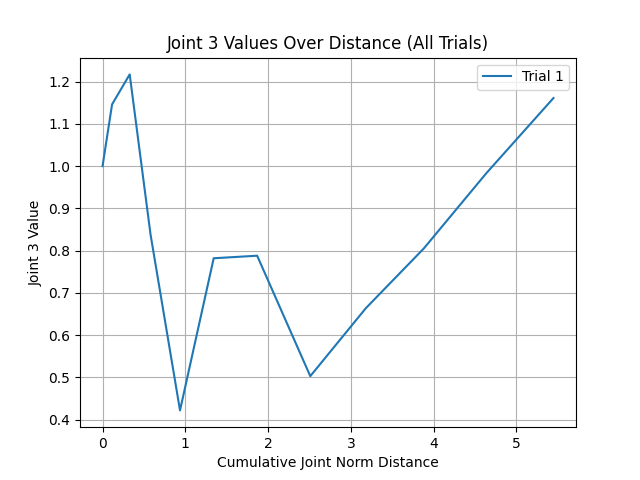 Joint 3 Values Over Distance (All Trials)
Trial 1
Joint 3 Value
1.2
1.1
1.0
0.9
0.8
0.7
0.6
0.5
0.4
0 1 2 3 4 5
Cumulative Joint Norm Distance